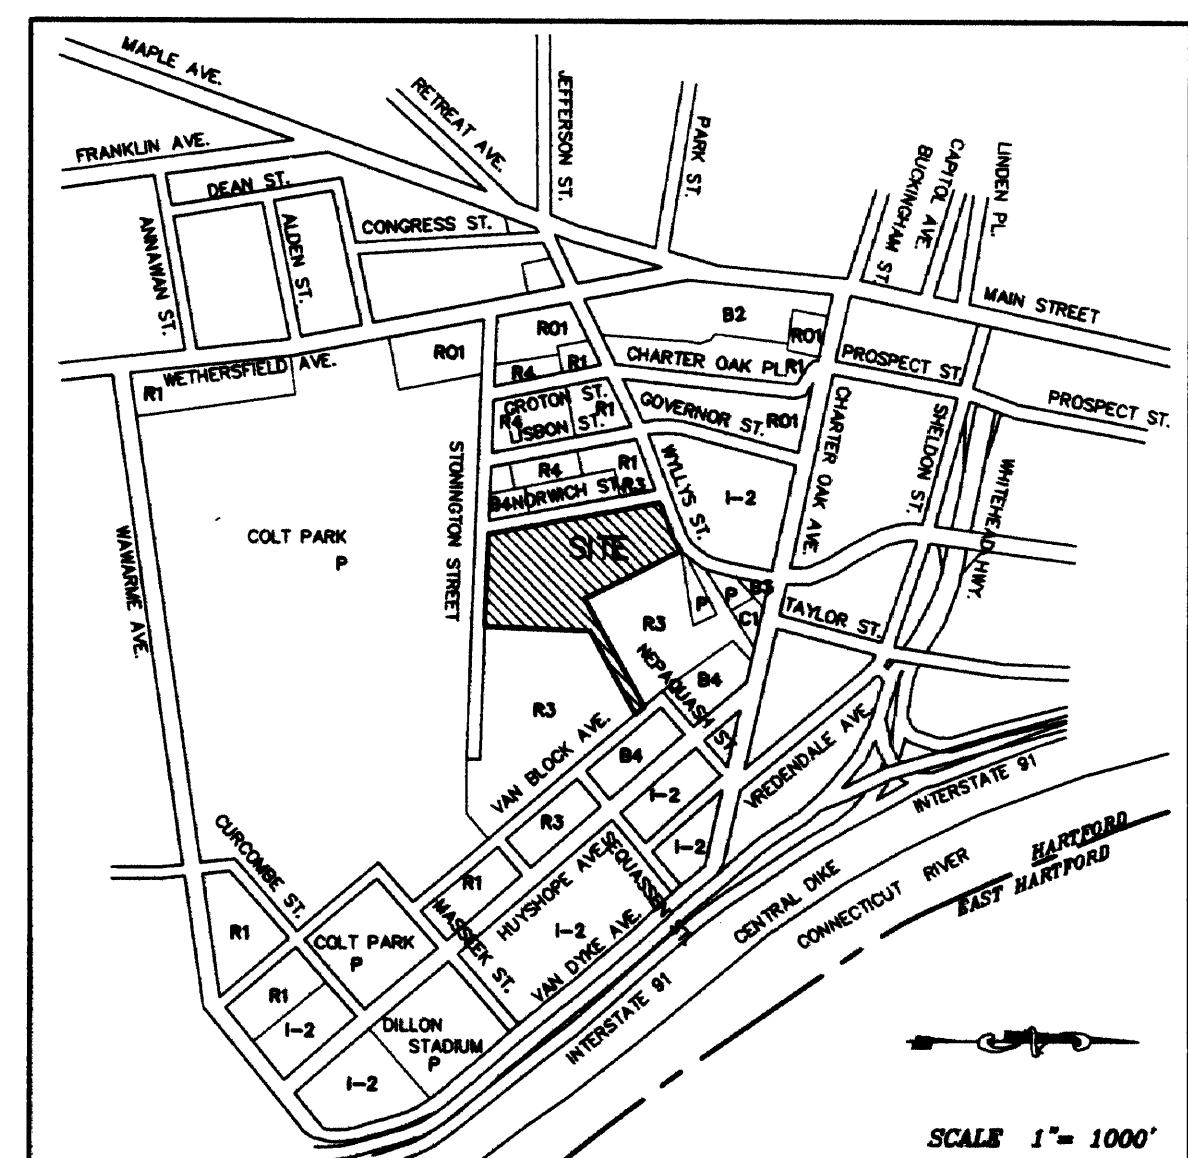 MAPLE AVE.
RETREAT AVE.
JEFFERSON ST.
PARK ST.
FRANKLIN AVE.
DEAN ST.
CAPITOL AVE.
BUCKINGHAM ST.
LINDEN PL.
ANNAWAN ST.
ALDEN ST.
CONGRESS ST.
MAIN STREET
B2
RO1
RO1
RO1
R1
R1
R4
WETHERSFIELD AVE.
R1
CHARTER OAK PL.
PROSPECT ST.
PROSPECT ST.
GROTON ST.
R1
R4
LISBON ST.
GOVERNOR ST.
RO1
CHARTER OAK AVE.
SHELDON ST.
WHITEHEAD HWY.
STONINGTON STREET
WYLLYS ST.
R4
R1
I-2
B4
NORWICH ST.
R3
COLT PARK
P
SITE
WAWARME AVE.
P
P
B3
C1
R3
TAYLOR ST.
NEPAQUASH ST.
B4
R3
VAN BLOCK AVE.
B4
VREDENDALE AVE.
I-2
INTERSTATE 91
R3
I-2
CURCOMBE ST.
HUYSHOPE AVE.
SEQUASSEN ST.
HARTFORD
EAST HARTFORD
R1
MASSEEK ST.
CENTRAL DIKE
CONNECTICUT RIVER
R1
COLT PARK
P
I-2
VAN DYKE AVE.
R1
I-2
DILLON
STADIUM
P
INTERSTATE 91
I-2
SCALE 1"= 1000'